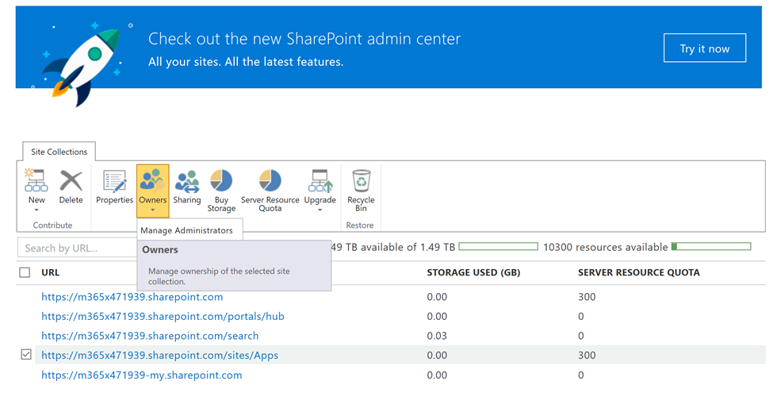 Check out the new SharePoint admin center
All your sites. All the latest features.
Try it now
Site Collections
New
Delete
Properties
Owners
Sharing
Buy
Storage
Server Resource
Quota
Upgrade
Recycle
Bin
Contribute
Restore
Manage Administrators
Search by URL...
49 TB available of 1.49 TB
10300 resources available
Owners
Manage ownership of the selected site
collection.
URL STORAGE USED (GB) SERVER RESOURCE QUOTA
https://m365x471939.sharepoint.com 0.00 300
https://m365x471939.sharepoint.com/portals/hub 0.00 0
https://m365x471939.sharepoint.com/search 0.03 0
https://m365x471939.sharepoint.com/sites/Apps 0.00 300
https://m365x471939-my.sharepoint.com 0.00 0